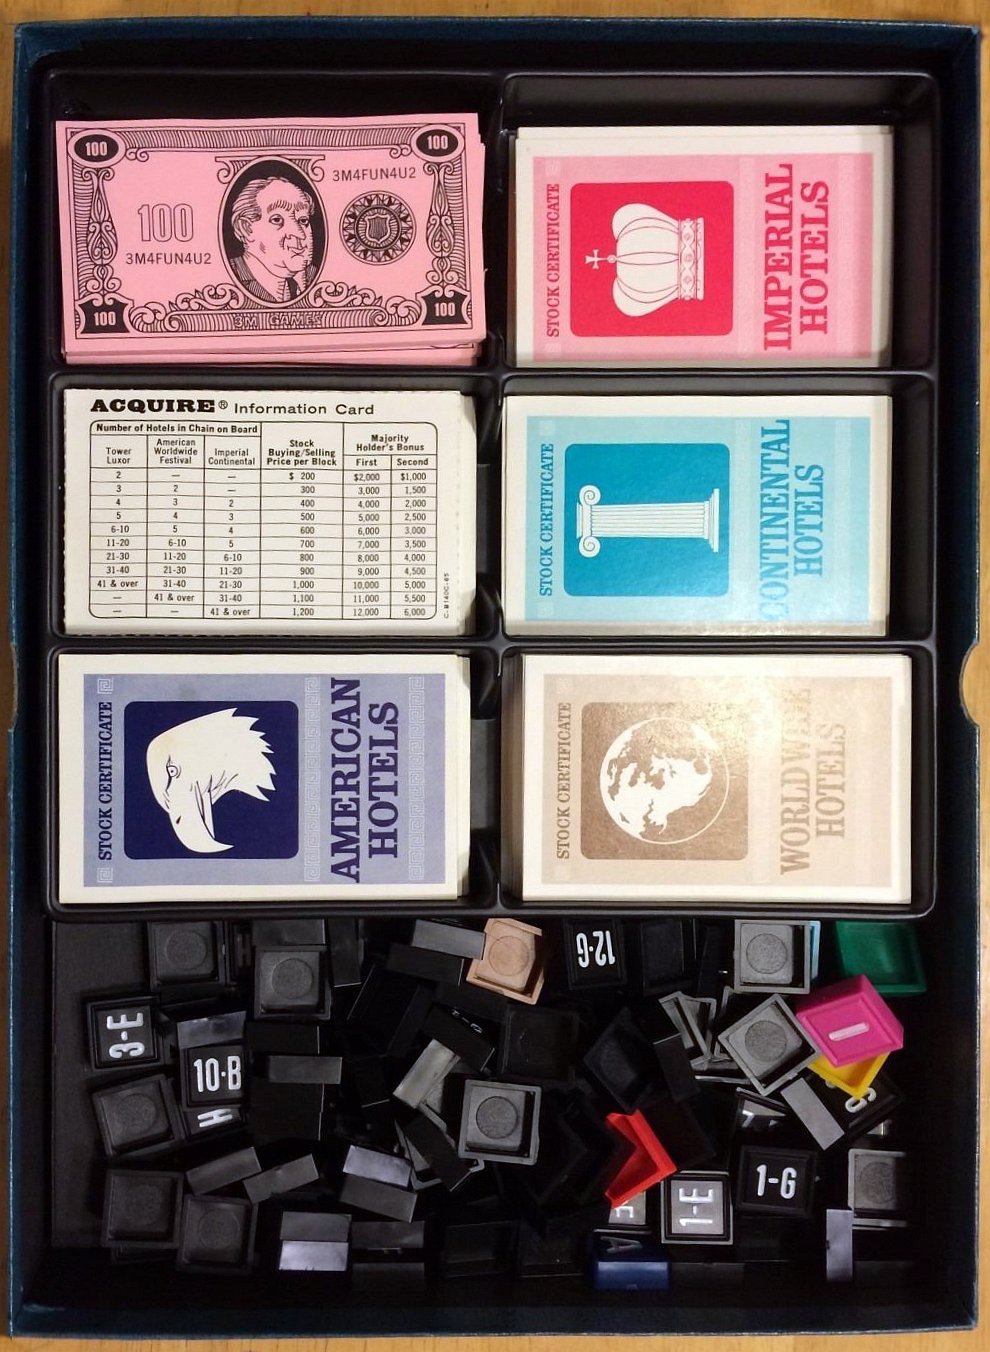 100
100
3M4FUN4U2
100
3M4FUN4U2
100
3M GAMES
100
STOCK CERTIFICATE
IMPERIAL
HOTELS
ACQUIRE® Information Card
Number of Hotels in Chain on Board
Stock
Buying/Selling
Price per Block
Majority
Holder's Bonus
Tower
Luxor
American
Worldwide
Festival
Imperial
Continental
First
Second
2 — — $ 200 $2,000 $1,000
3 2 — 300 3,000 1,500
4 3 2 400 4,000 2,000
5 4 3 500 5,000 2,500
6-10 5 4 600 6,000 3,000
11-20 6-10 5 700 7,000 3,500
21-30 11-20 6-10 800 8,000 4,000
31-40 21-30 11-20 900 9,000 4,500
41 & over 31-40 21-30 1,000 10,000 5,000
— 41 & over 31-40 1,100 11,000 5,500
— — 41 & over 1,200 12,000 6,000
STOCK CERTIFICATE
CONTINENTAL
HOTELS
STOCK CERTIFICATE
AMERICAN
HOTELS
STOCK CERTIFICATE
WORLDWIDE
HOTELS
12-G
3-E
10-B
H
1-G
1-E